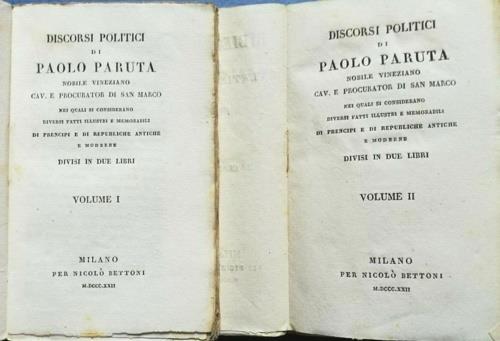 DISCORSI POLITICI
DI
PAOLO PARUTA
NOBILE VINEZIANO
CAV. E PROCURATOR DI SAN MARCO
NEI QUALI SI CONSIDERANO
DIVERSI FATTI ILLUSTRI E MEMORABILI
DI PRENCIPI E DI REPUBLICHE ANTICHE
E MODERNE
DIVISI IN DUE LIBRI
VOLUME I
MILANO
PER NICOLÒ BETTONI
M.DCCC.XXII
DISCORSI POLITICI
DI
PAOLO PARUTA
NOBILE VINEZIANO
CAV. E PROCURATOR DI SAN MARCO
NEI QUALI SI CONSIDERANO
DIVERSI FATTI ILLUSTRI E MEMORABILI
DI PRENCIPI E DI REPUBLICHE ANTICHE
E MODERNE
DIVISI IN DUE LIBRI
VOLUME II
MILANO
PER NICOLÒ BETTONI
M.DCCC.XXII